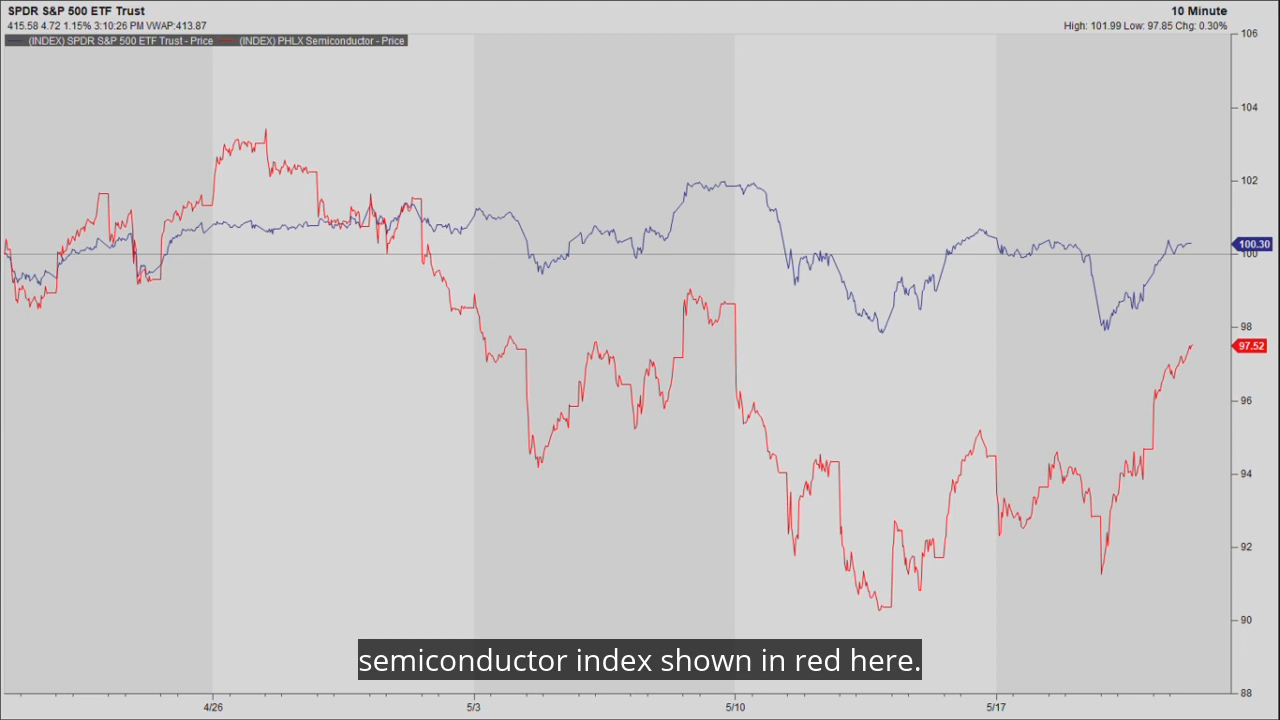 SPDR S&P 500 ETF Trust
10 Minute
415.58 4.72 1.15% 3:10:26 PM VWAP:413.87
High: 101.99 Low: 97.85 Chg: 0.30%
(INDEX) SPDR S&P 500 ETF Trust - Price
(INDEX) PHLX Semiconductor - Price
106
104
102
100.30
100
98
97.52
96
94
92
90
semiconductor index shown in red here.
88
4/26
5/3
5/10
5/17